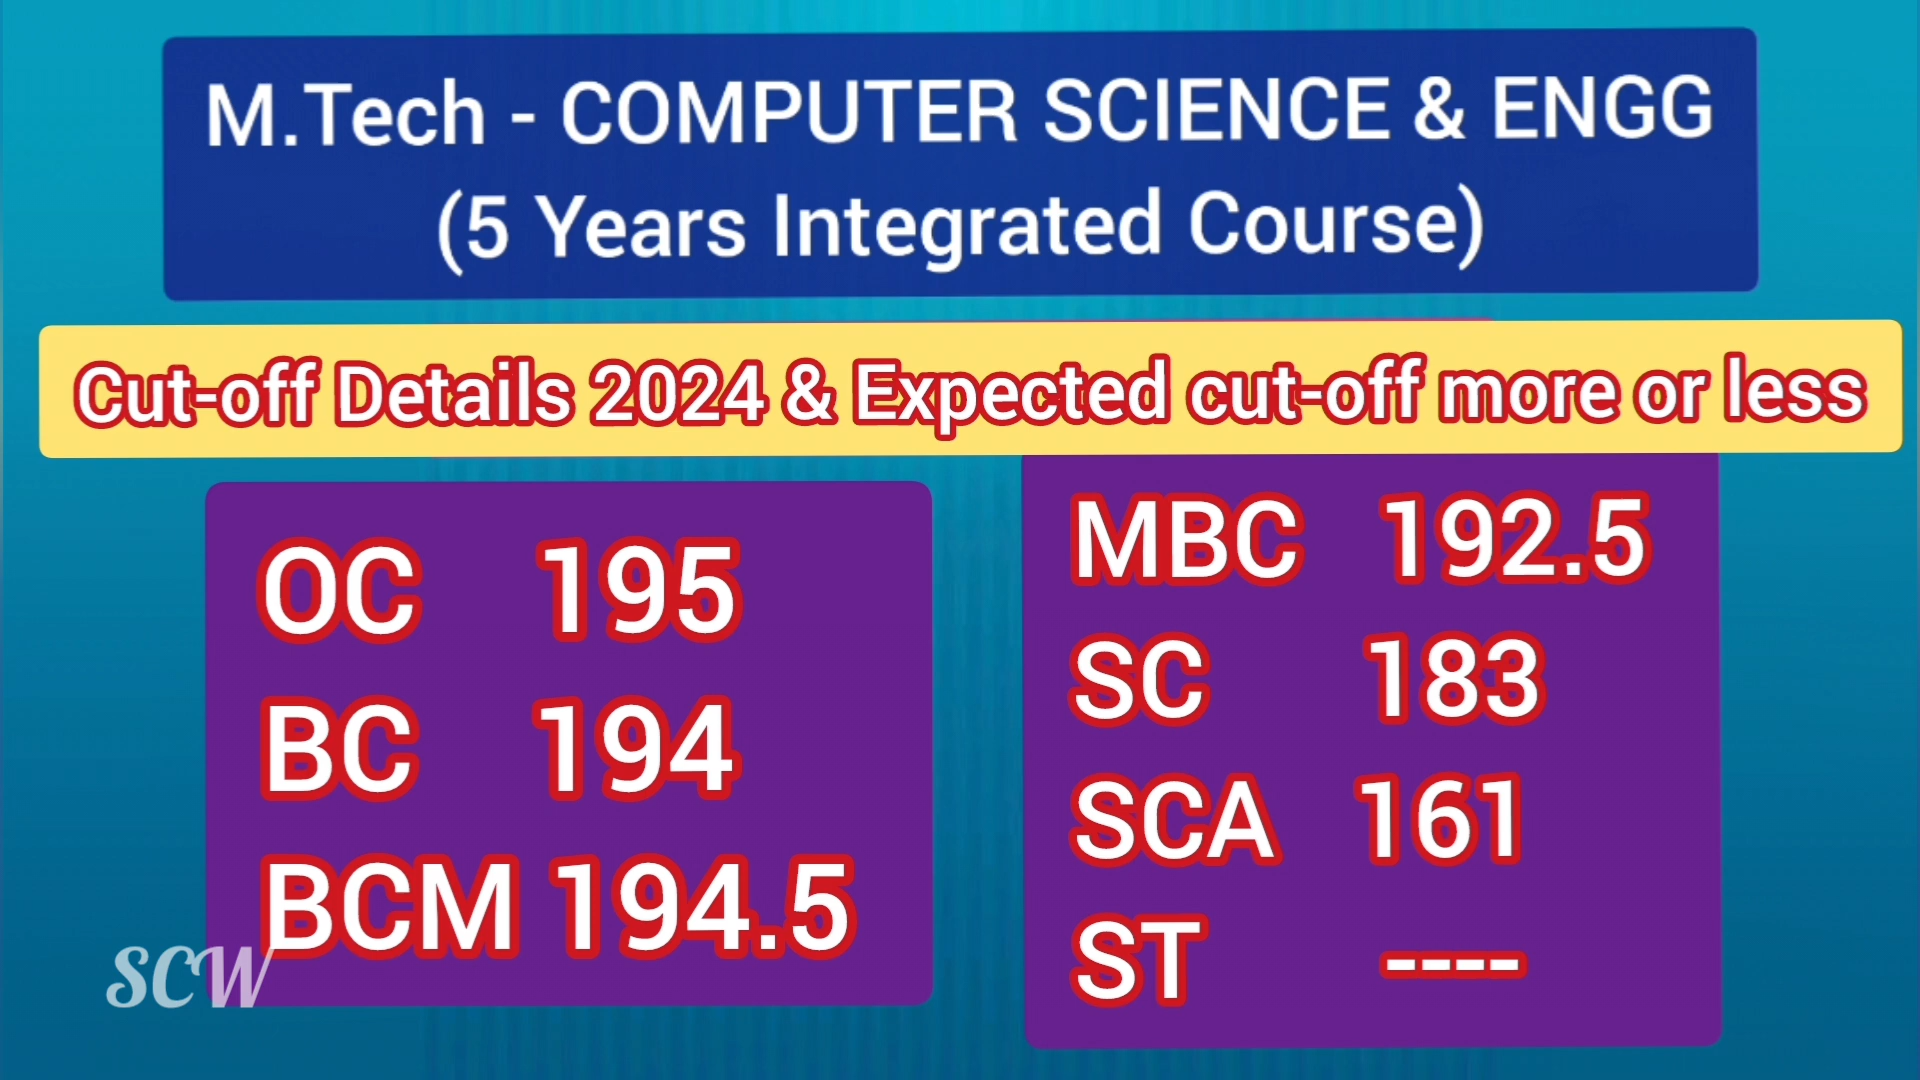 M.Tech - COMPUTER SCIENCE & ENGG
(5 Years Integrated Course)
Cut-off Details 2024 & Expected cut-off more or less
OC 195
BC 194
BCM 194.5
MBC 192.5
SC 183
SCA 161
ST ----
SCW